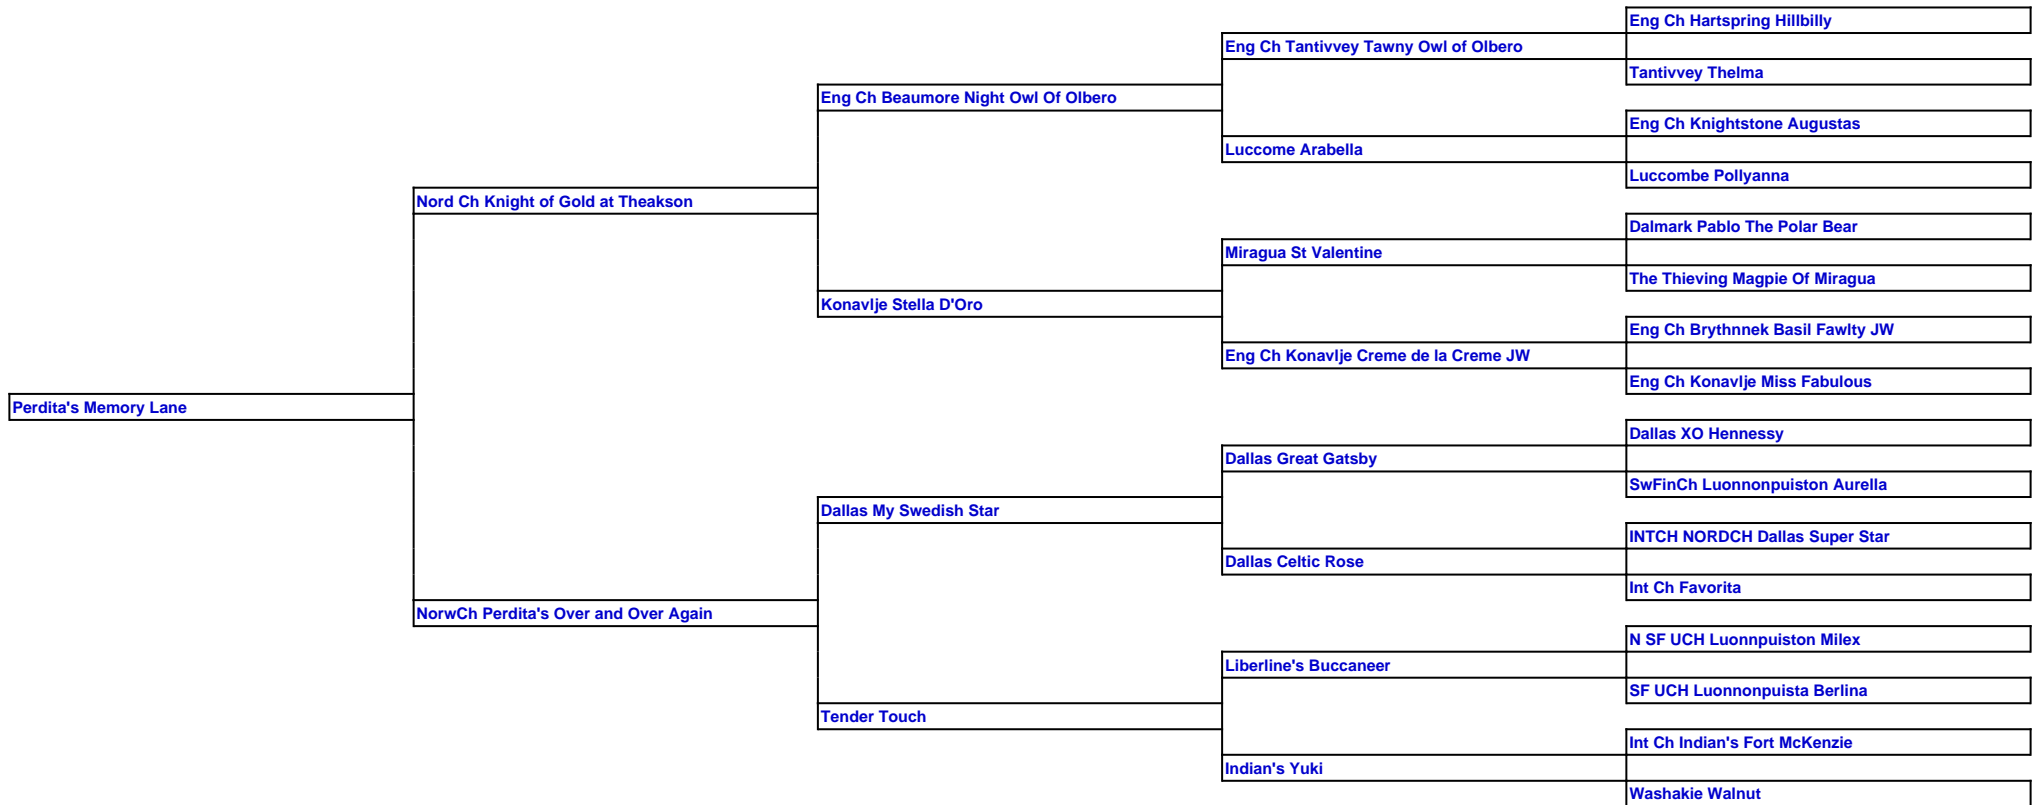 Eng Ch Hartspring Hillbilly
Eng Ch Tantivvey Tawny Owl of Olbero
Tantivvey Thelma
Eng Ch Beaumore Night Owl Of Olbero
Eng Ch Knightstone Augustas
Luccome Arabella
Luccombe Pollyanna
Nord Ch Knight of Gold at Theakson
Dalmark Pablo The Polar Bear
Miragua St Valentine
The Thieving Magpie Of Miragua
Konavlje Stella D'Oro
Eng Ch Brythnnek Basil Fawlty JW
Eng Ch Konavlje Creme de la Creme JW
Eng Ch Konavlje Miss Fabulous
Perdita's Memory Lane
Dallas XO Hennessy
Dallas Great Gatsby
SwFinCh Luonnonpuiston Aurella
Dallas My Swedish Star
INTCH NORDCH Dallas Super Star
Dallas Celtic Rose
Int Ch Favorita
NorwCh Perdita's Over and Over Again
N SF UCH Luonnpuiston Milex
Liberline's Buccaneer
SF UCH Luonnonpuista Berlina
Tender Touch
Int Ch Indian's Fort McKenzie
Indian's Yuki
Washakie Walnut